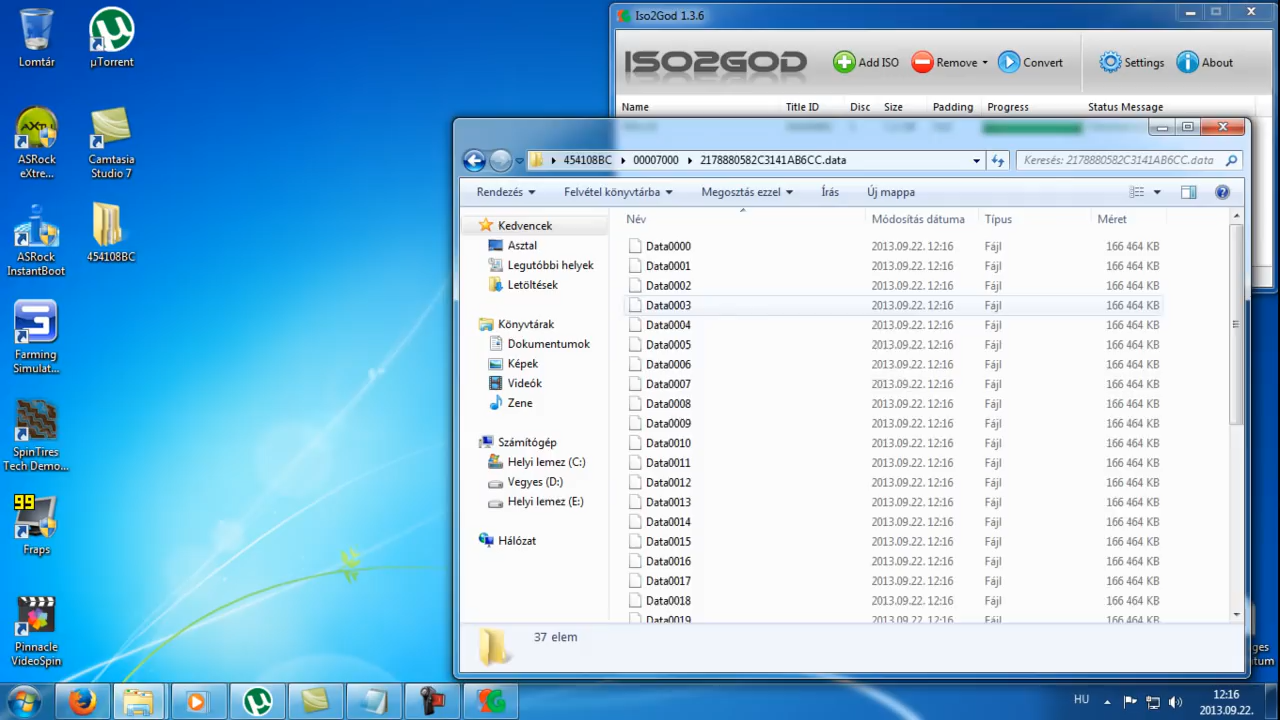 Lomtár
µTorrent
ASRock
eXtre...
Camtasia
Studio 7
ASRock
InstantBoot
454108BC
Farming
Simulat...
SpinTires
Tech Demo...
99
Fraps
Pinnacle
VideoSpin
Iso2God 1.3.6
ISO2GOD
Add ISO
Remove
Convert
Settings
About
Name Title ID Disc Size Padding Progress Status Message
454108BC 00007000 2178880582C3141AB6CC.data
Keresés: 2178880582C3141AB6CC.data
Rendezés Felvétel könyvtárba Megosztás ezzel Írás Új mappa
Kedvencek
Asztal
Legutóbbi helyek
Letöltések
Könyvtárak
Dokumentumok
Képek
Videók
Zene
Számítógép
Helyi lemez (C:)
Vegyes (D:)
Helyi lemez (E:)
Hálózat
Név Módosítás dátuma Típus Méret
Data0000 2013.09.22. 12:16 Fájl 166 464 KB
Data0001 2013.09.22. 12:16 Fájl 166 464 KB
Data0002 2013.09.22. 12:16 Fájl 166 464 KB
Data0003 2013.09.22. 12:16 Fájl 166 464 KB
Data0004 2013.09.22. 12:16 Fájl 166 464 KB
Data0005 2013.09.22. 12:16 Fájl 166 464 KB
Data0006 2013.09.22. 12:16 Fájl 166 464 KB
Data0007 2013.09.22. 12:16 Fájl 166 464 KB
Data0008 2013.09.22. 12:16 Fájl 166 464 KB
Data0009 2013.09.22. 12:16 Fájl 166 464 KB
Data0010 2013.09.22. 12:16 Fájl 166 464 KB
Data0011 2013.09.22. 12:16 Fájl 166 464 KB
Data0012 2013.09.22. 12:16 Fájl 166 464 KB
Data0013 2013.09.22. 12:16 Fájl 166 464 KB
Data0014 2013.09.22. 12:16 Fájl 166 464 KB
Data0015 2013.09.22. 12:16 Fájl 166 464 KB
Data0016 2013.09.22. 12:16 Fájl 166 464 KB
Data0017 2013.09.22. 12:16 Fájl 166 464 KB
Data0018 2013.09.22. 12:16 Fájl 166 464 KB
Data0019 2013.09.22. 12:16 Fájl 166 464 KB
37 elem
ges
tum
HU
12:16
2013.09.22.